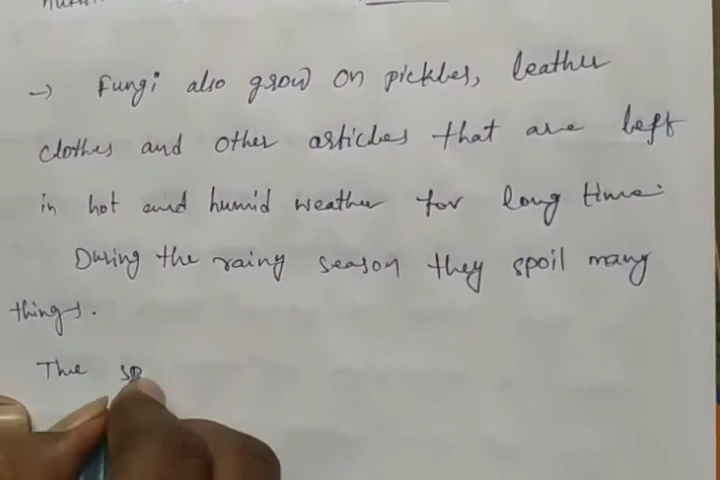 → Fungi also grow on pickles, leather
clothes and other articles that are left
in hot and humid weather for long time.
During the rainy season they spoil many
things.
The sp